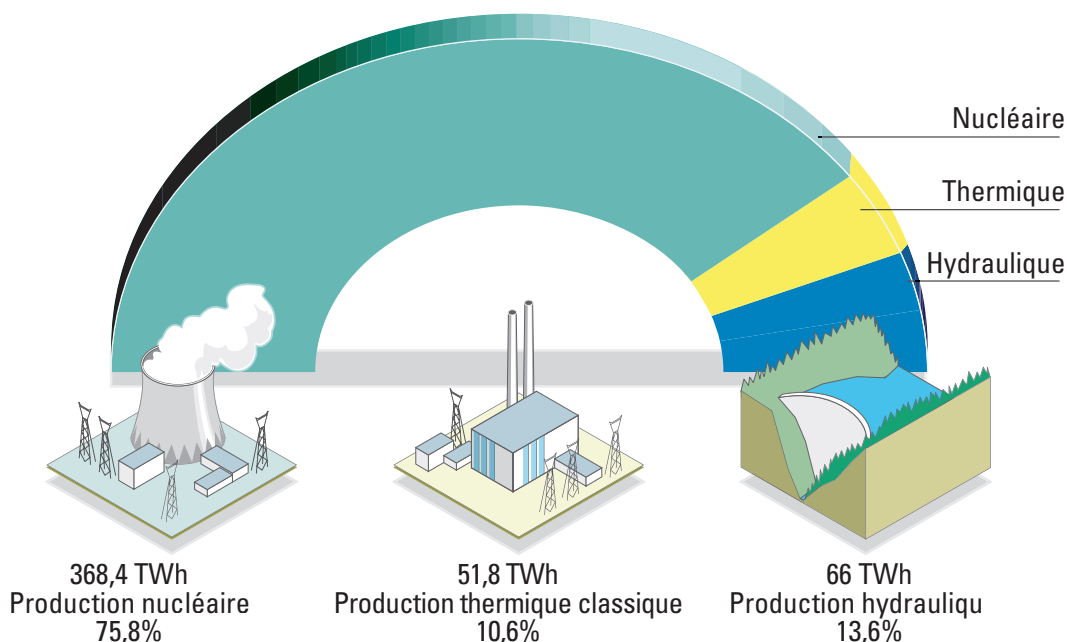 Nucléaire
Thermique
Hydraulique
368,4 TWh
Production nucléaire
75,8%
51,8 TWh
Production thermique classique
10,6%
66 TWh
Production hydrauliqu
13,6%